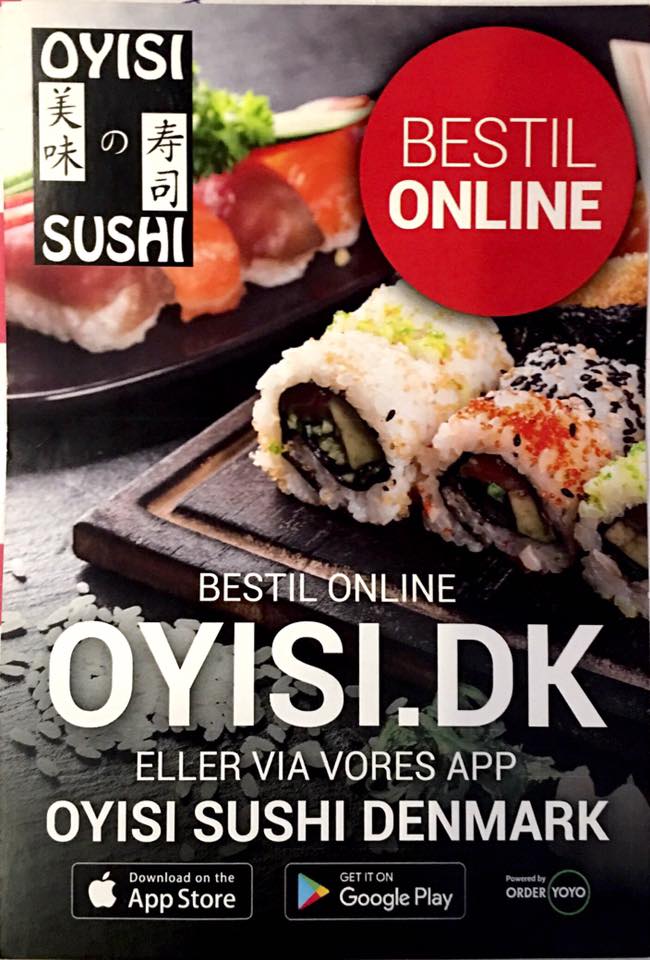 OYISI
美味
の
寿司
SUSHI
BESTIL
ONLINE
BESTIL ONLINE
OYISI.DK
ELLER VIA VORES APP
OYISI SUSHI DENMARK
Download on the
App Store
GET IT ON
Google Play
Powered by
ORDER YOYO